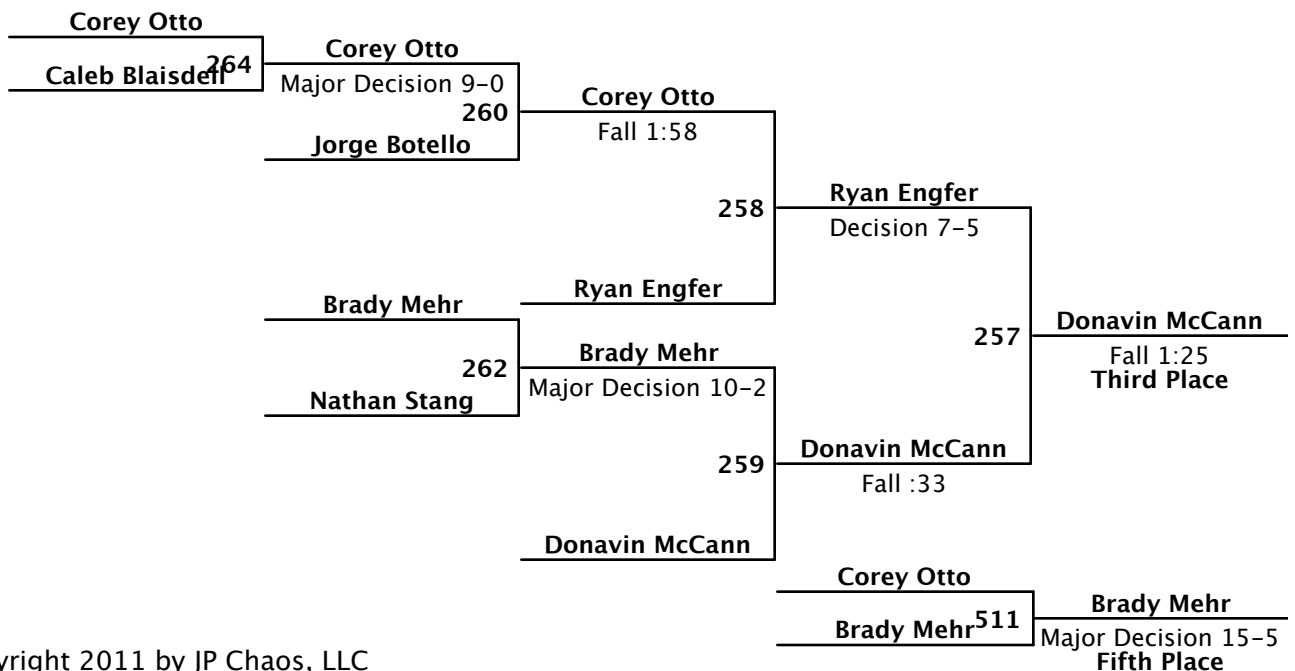 Corey Otto
264
Caleb Blaisdell
Corey Otto
Major Decision 9-0
260
Jorge Botello
Corey Otto
Fall 1:58
258
Ryan Engfer
Decision 7-5
Ryan Engfer
Brady Mehr
262
Nathan Stang
Brady Mehr
Major Decision 10-2
259
Donavin McCann
Fall :33
Donavin McCann
257
Donavin McCann
Fall 1:25
Third Place
Corey Otto
511
Brady Mehr
Brady Mehr
Major Decision 15-5
Fifth Place
yright 2011 by JP Chaos, LLC